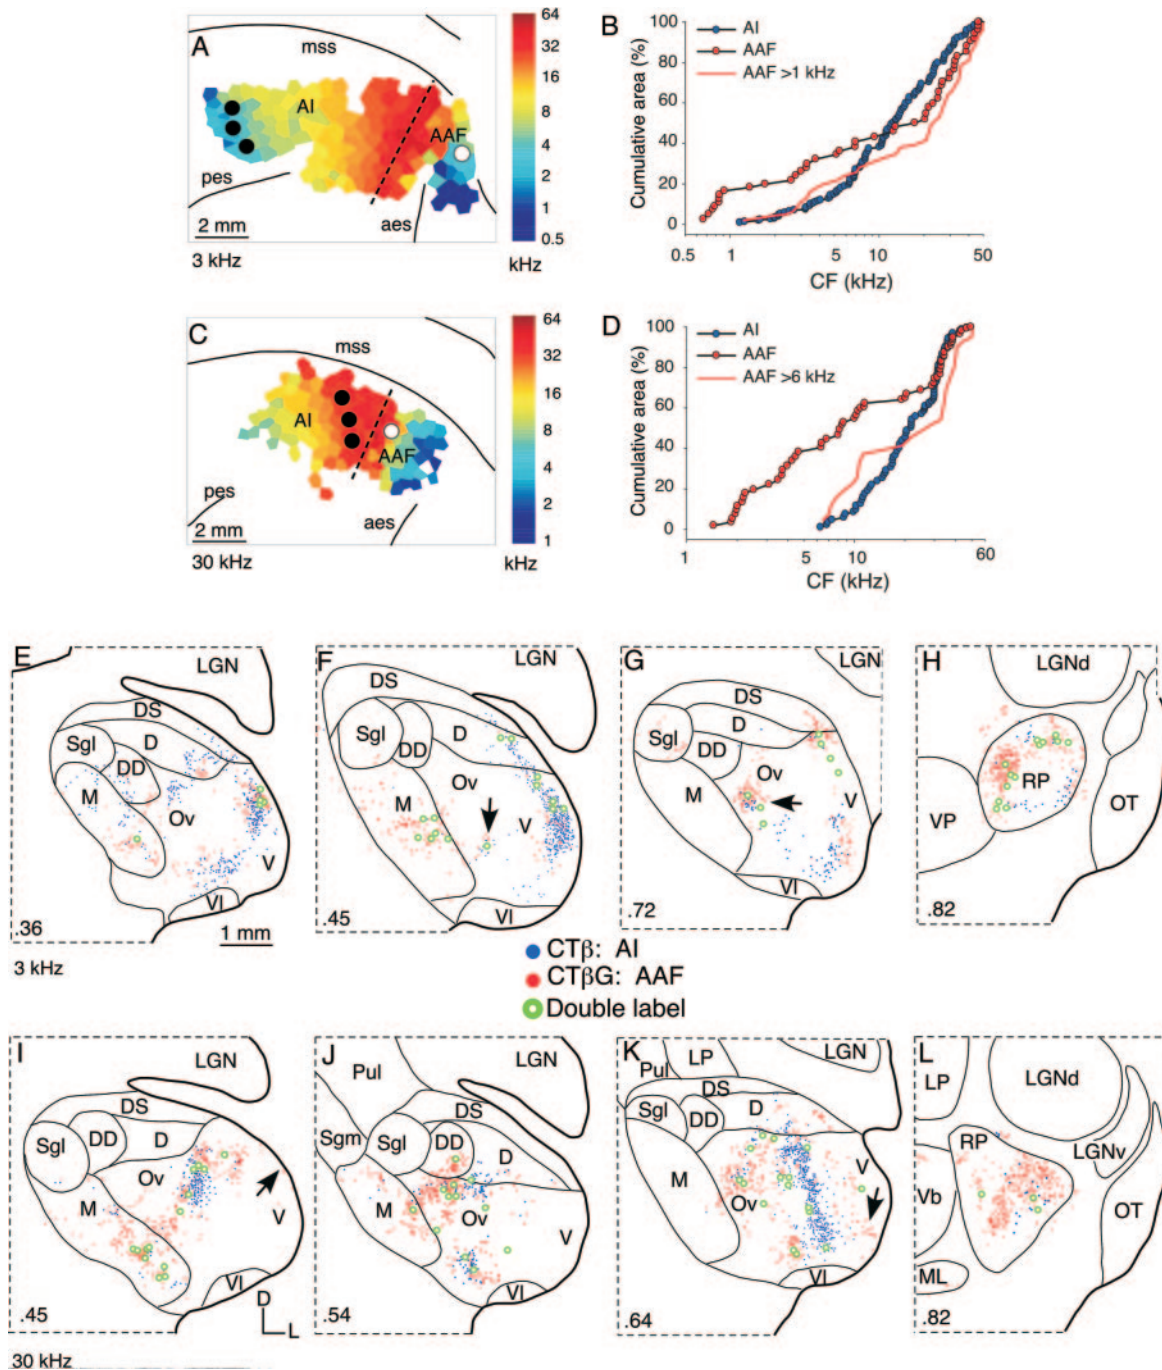 A
mss
AI
AAF
pes
aes
2 mm
3 kHz
64
32
16
8
4
2
1
0.5
kHz
B
AI
AAF
AAF >1 kHz
Cumulative area (%)
100
80
60
40
20
0
0.5 1 5 10 50
CF (kHz)
C
mss
AI
AAF
pes
aes
2 mm
30 kHz
64
32
16
8
4
2
1
kHz
D
AI
AAF
AAF >6 kHz
Cumulative area (%)
100
80
60
40
20
0
1 5 10 60
CF (kHz)
E
LGN
DS
Sgl
D
DD
M
Ov
V
VI
.36
1 mm
3 kHz
F
LGN
DS
Sgl
DD
D
Ov
M
V
VI
.45
G
LGN
DS
D
Sgl
DD
Ov
M
V
VI
.72
H
LGNd
RP
VP
OT
.82
CTβ: AI
CTβG: AAF
Double label
I
LGN
DS
Sgl
DD
D
Ov
M
V
VI
.45
D
L
30 kHz
J
LGN
Pul
DS
Sgm
Sgl
DD
D
M
Ov
V
VI
.54
K
LP
LGN
Pul
DS
Sgl
DD
D
V
M
Ov
VI
.64
L
LP
LGNd
RP
LGNv
Vb
OT
ML
.82